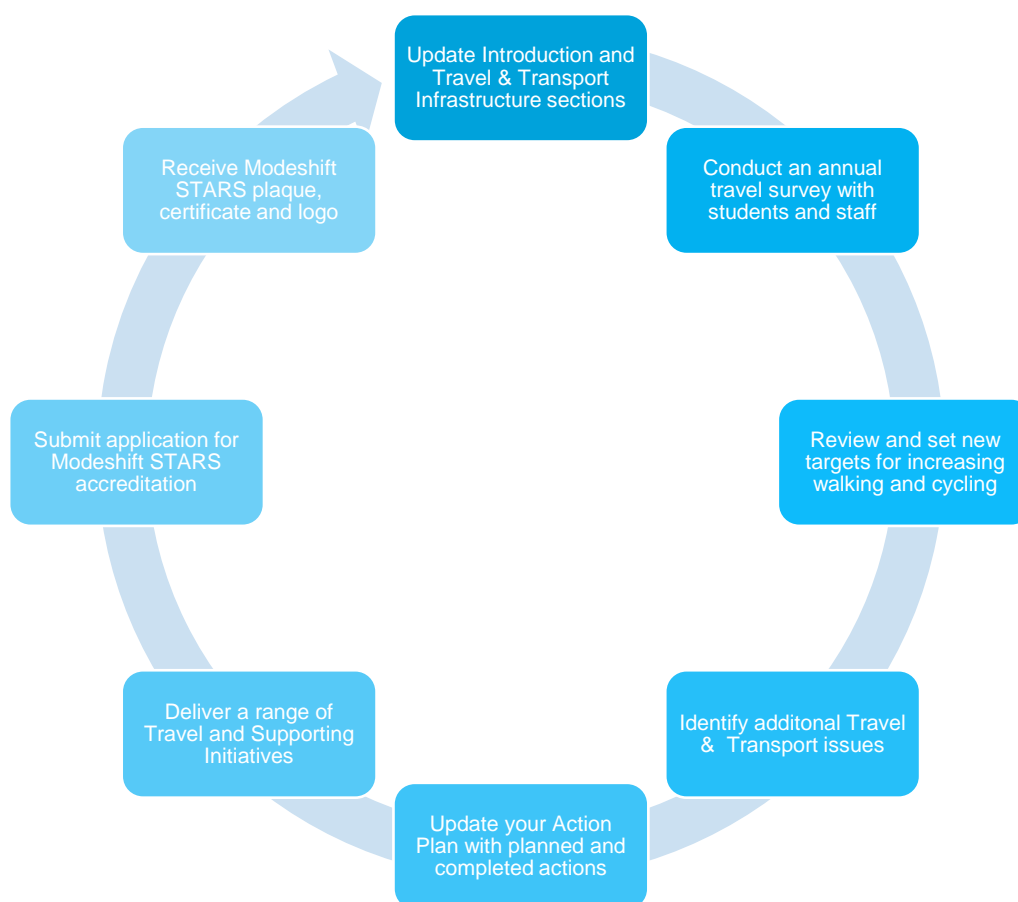 Update Introduction and
Travel & Transport
Infrastructure sections
Conduct an annual
travel survey with
students and staff
Review and set new
targets for increasing
walking and cycling
Identify additonal Travel
& Transport issues
Update your Action
Plan with planned and
completed actions
Deliver a range of
Travel and Supporting
Initiatives
Submit application for
Modeshift STARS
accreditation
Receive Modeshift
STARS plaque,
certificate and logo